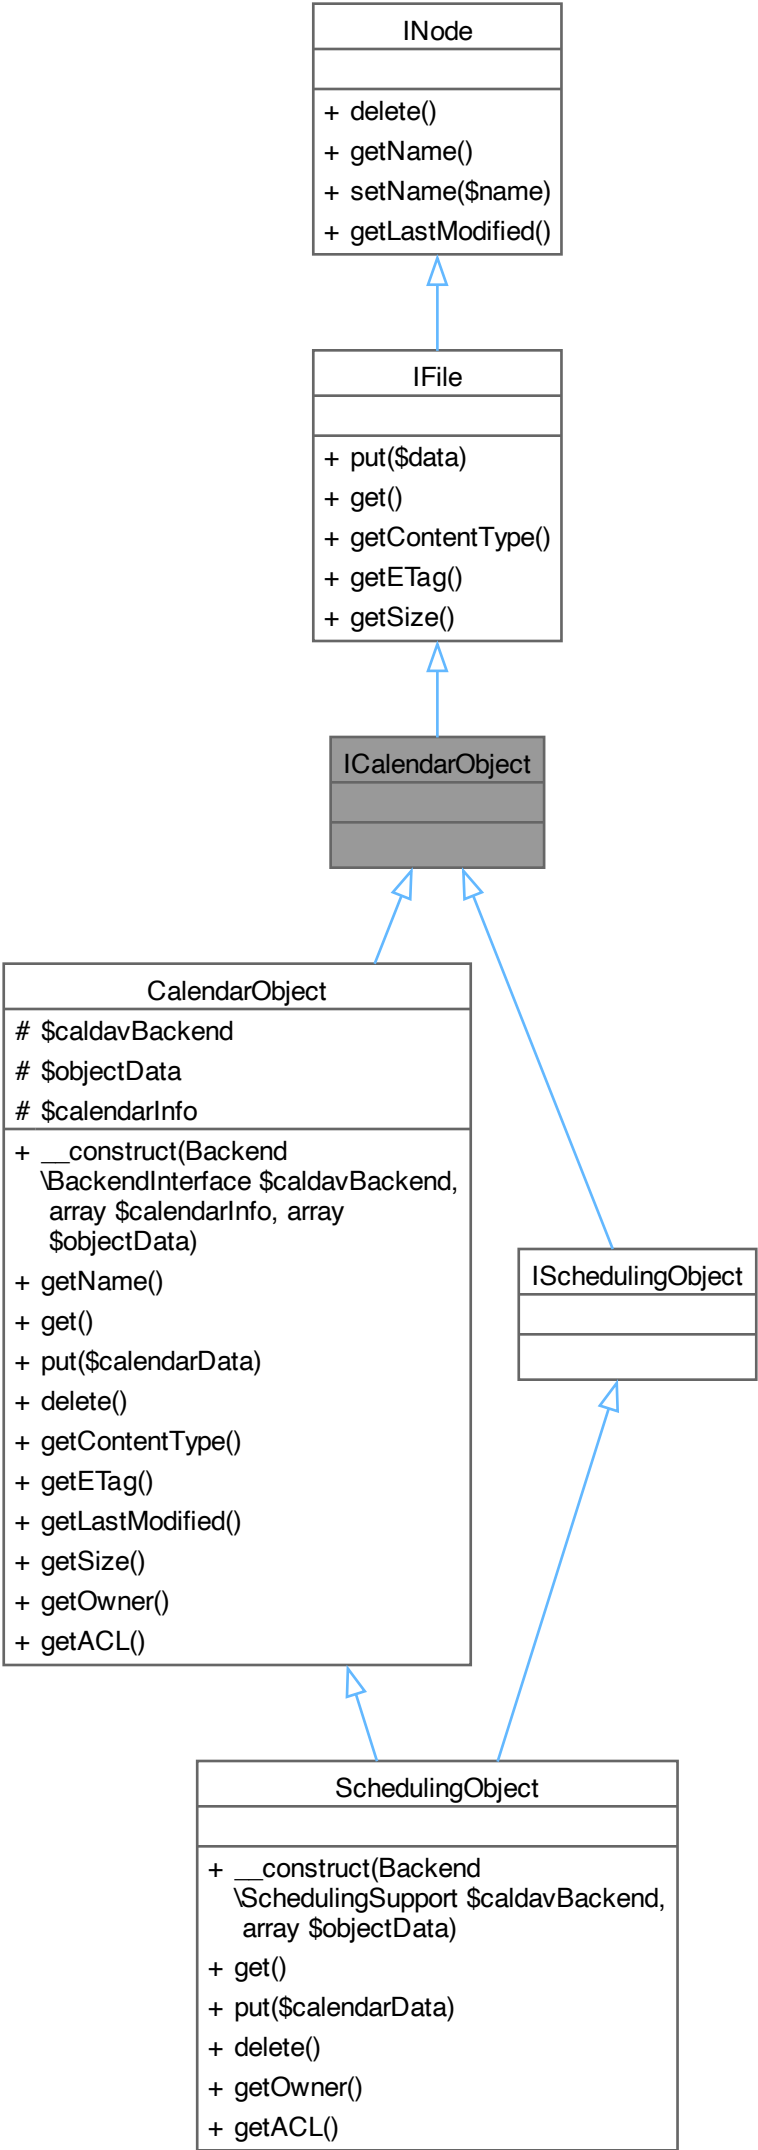 INode
+ delete()
+ getName()
+ setName($name)
+ getLastModified()
IFile
+ put($data)
+ get()
+ getContentType()
+ getETag()
+ getSize()
ICalendarObject
CalendarObject
# $caldavBackend
# $objectData
# $calendarInfo
+ __construct(Backend
\BackendInterface $caldavBackend,
array $calendarInfo, array
$objectData)
+ getName()
+ get()
+ put($calendarData)
+ delete()
+ getContentType()
+ getETag()
+ getLastModified()
+ getSize()
+ getOwner()
+ getACL()
ISchedulingObject
SchedulingObject
+ __construct(Backend
\SchedulingSupport $caldavBackend,
array $objectData)
+ get()
+ put($calendarData)
+ delete()
+ getOwner()
+ getACL()